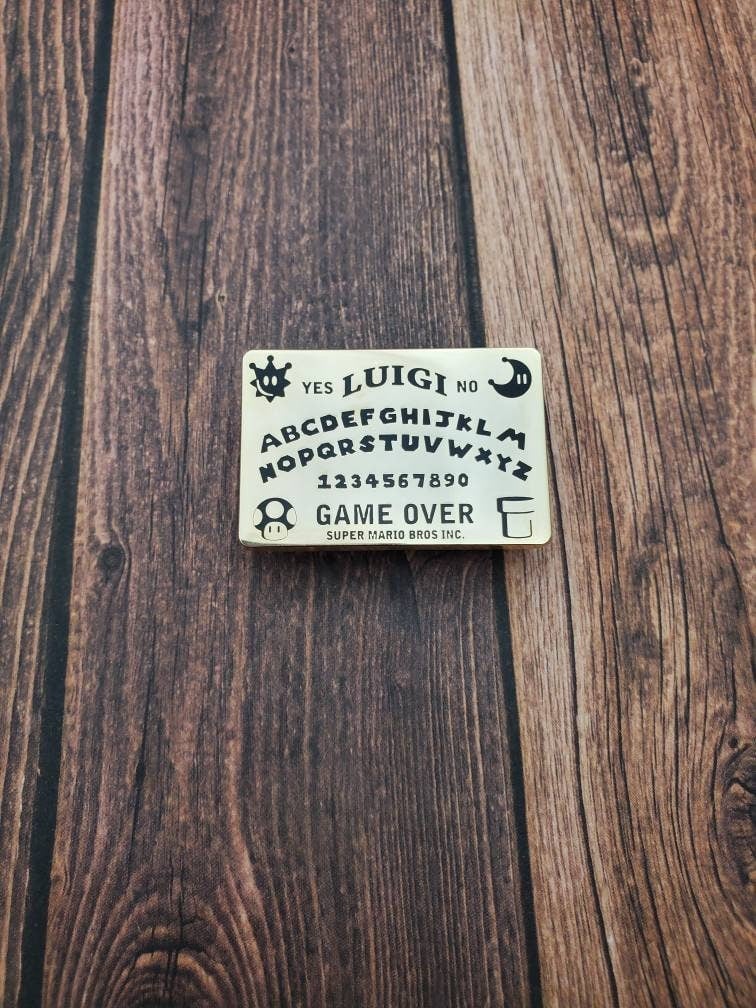 YES LUIGI NO
ABCDEFGHIJKLM
NOPQRSTUVWXYZ
1234567890
GAME OVER
SUPER MARIO BROS INC.